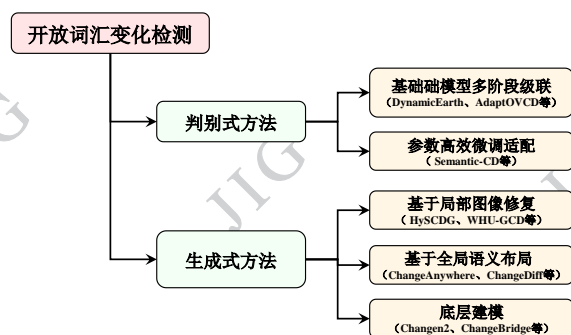 开放词汇变化检测
基础础模型多阶段级联
（DynamicEarth、AdaptOVCD等）
判别式方法
参数高效微调适配
（ Semantic-CD等）
JIG
基于局部图像修复
（ HySCDG、WHU-GCD等）
生成式方法
基于全局语义布局
（ChangeAnywhere、ChangeDiff等）
底层建模
（Changen2、ChangeBridge等）